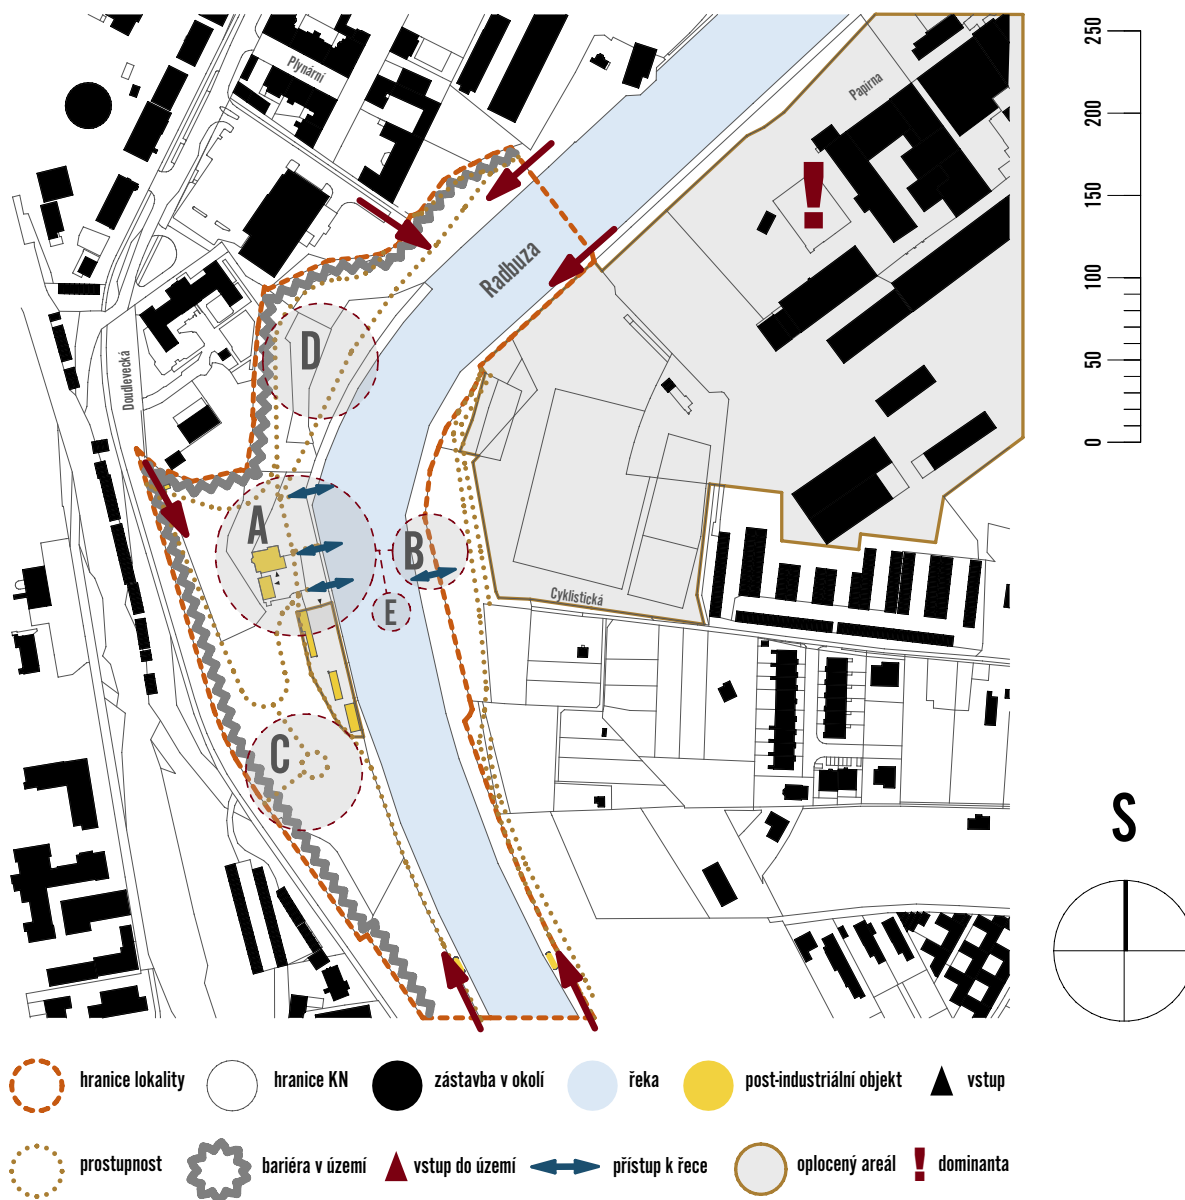 Plynární
Papírna
250
200
150
100
50
0
Radbuza
Doudlevecká
D
A
B
E
Cyklistická
C
S
hranice lokality
hranice KN
zástavba v okolí
řeka
post-industriální objekt
vstup
prostupnost
bariéra v území
vstup do území
přístup k řece
oplocený areál
! dominanta